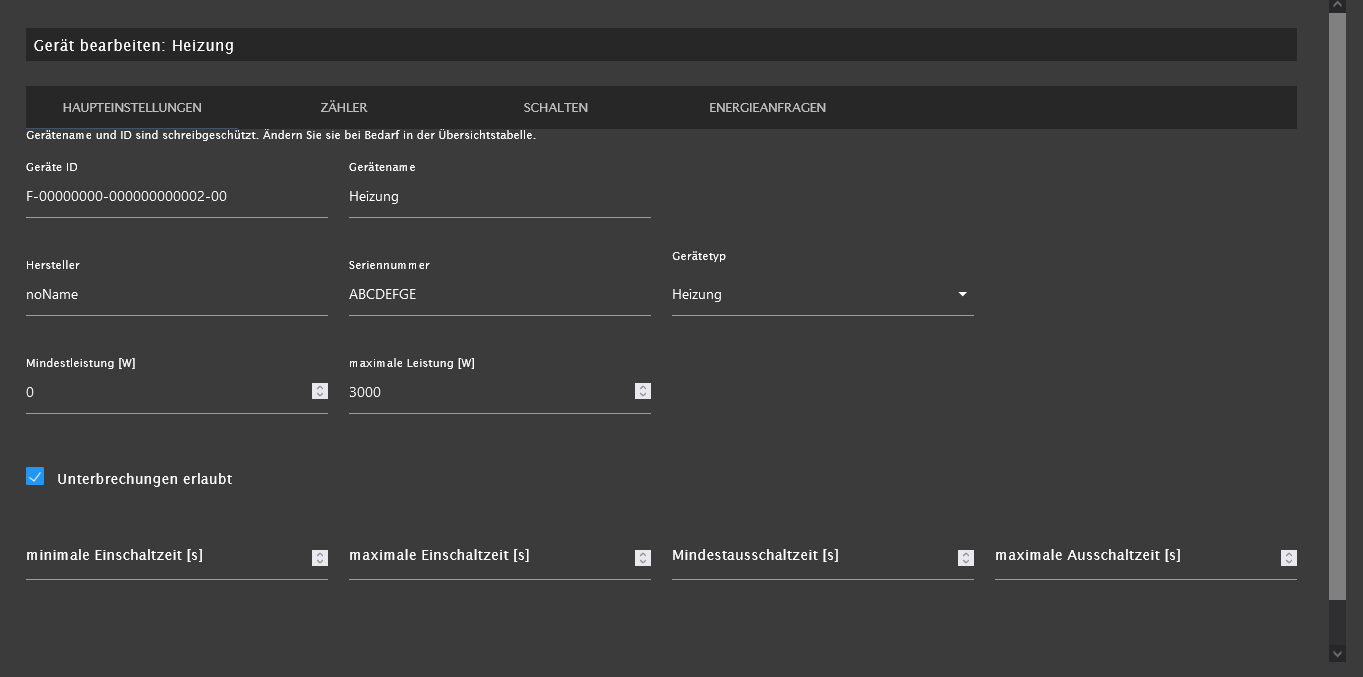 Gerät bearbeiten: Heizung
HAUPTEINSTELLUNGEN ZÄHLER SCHALTEN ENERGIEANFRAGEN
Gerätename und ID sind schreibgeschützt. Ändern Sie sie bei Bedarf in der Übersichtstabelle.
Geräte ID Gerätename
F-00000000-000000000002-00 Heizung
Hersteller Seriennummer Gerätetyp
noName ABCDEFGE Heizung
Mindestleistung [W] maximale Leistung [W]
0 3000
Unterbrechungen erlaubt
minimale Einschaltzeit [s] maximale Einschaltzeit [s] Mindestausschaltzeit [s] maximale Ausschaltzeit [s]